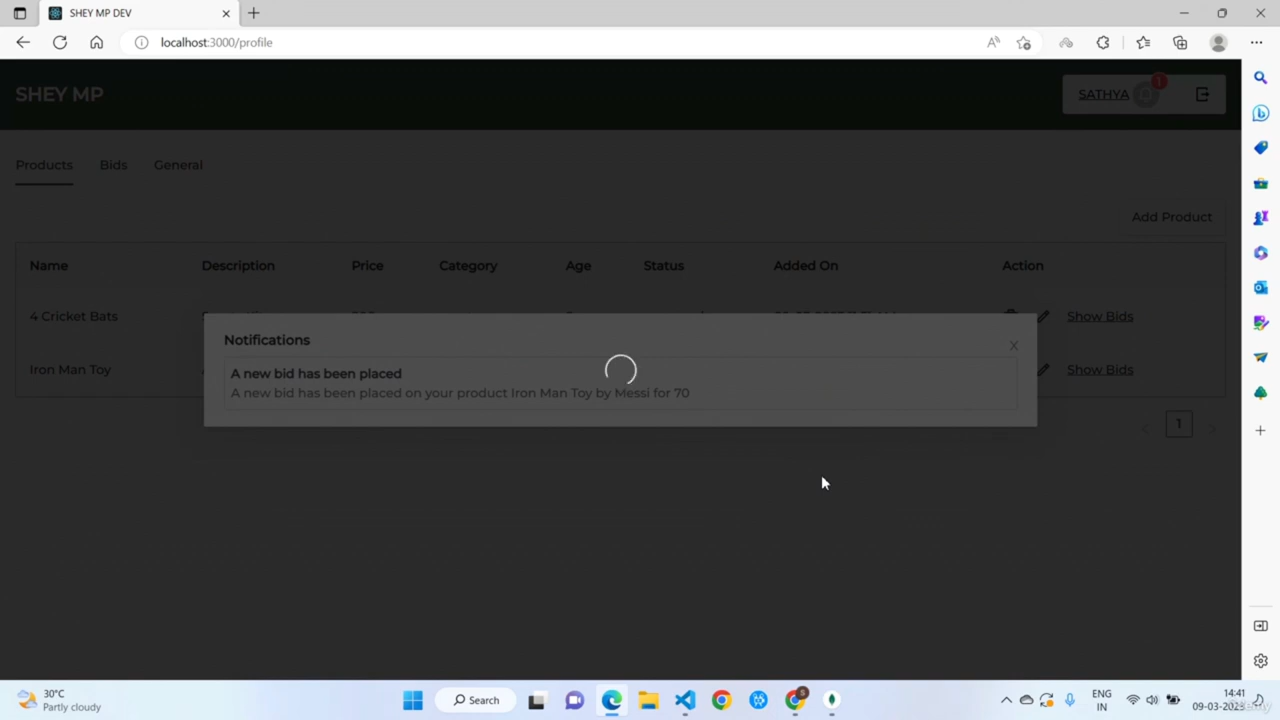 SHEY MP DEV
localhost:3000/profile
SHEY MP
SATHYA
1
Products Bids General
Add Product
Name Description Price Category Age Status Added On Action
4 Cricket Bats Show Bids
Notifications
X
A new bid has been placed
Iron Man Toy Show Bids
A new bid has been placed on your product Iron Man Toy by Messi for 70
1
30°C
Partly cloudy
Search
ENG
IN
14:41
09-03-2023